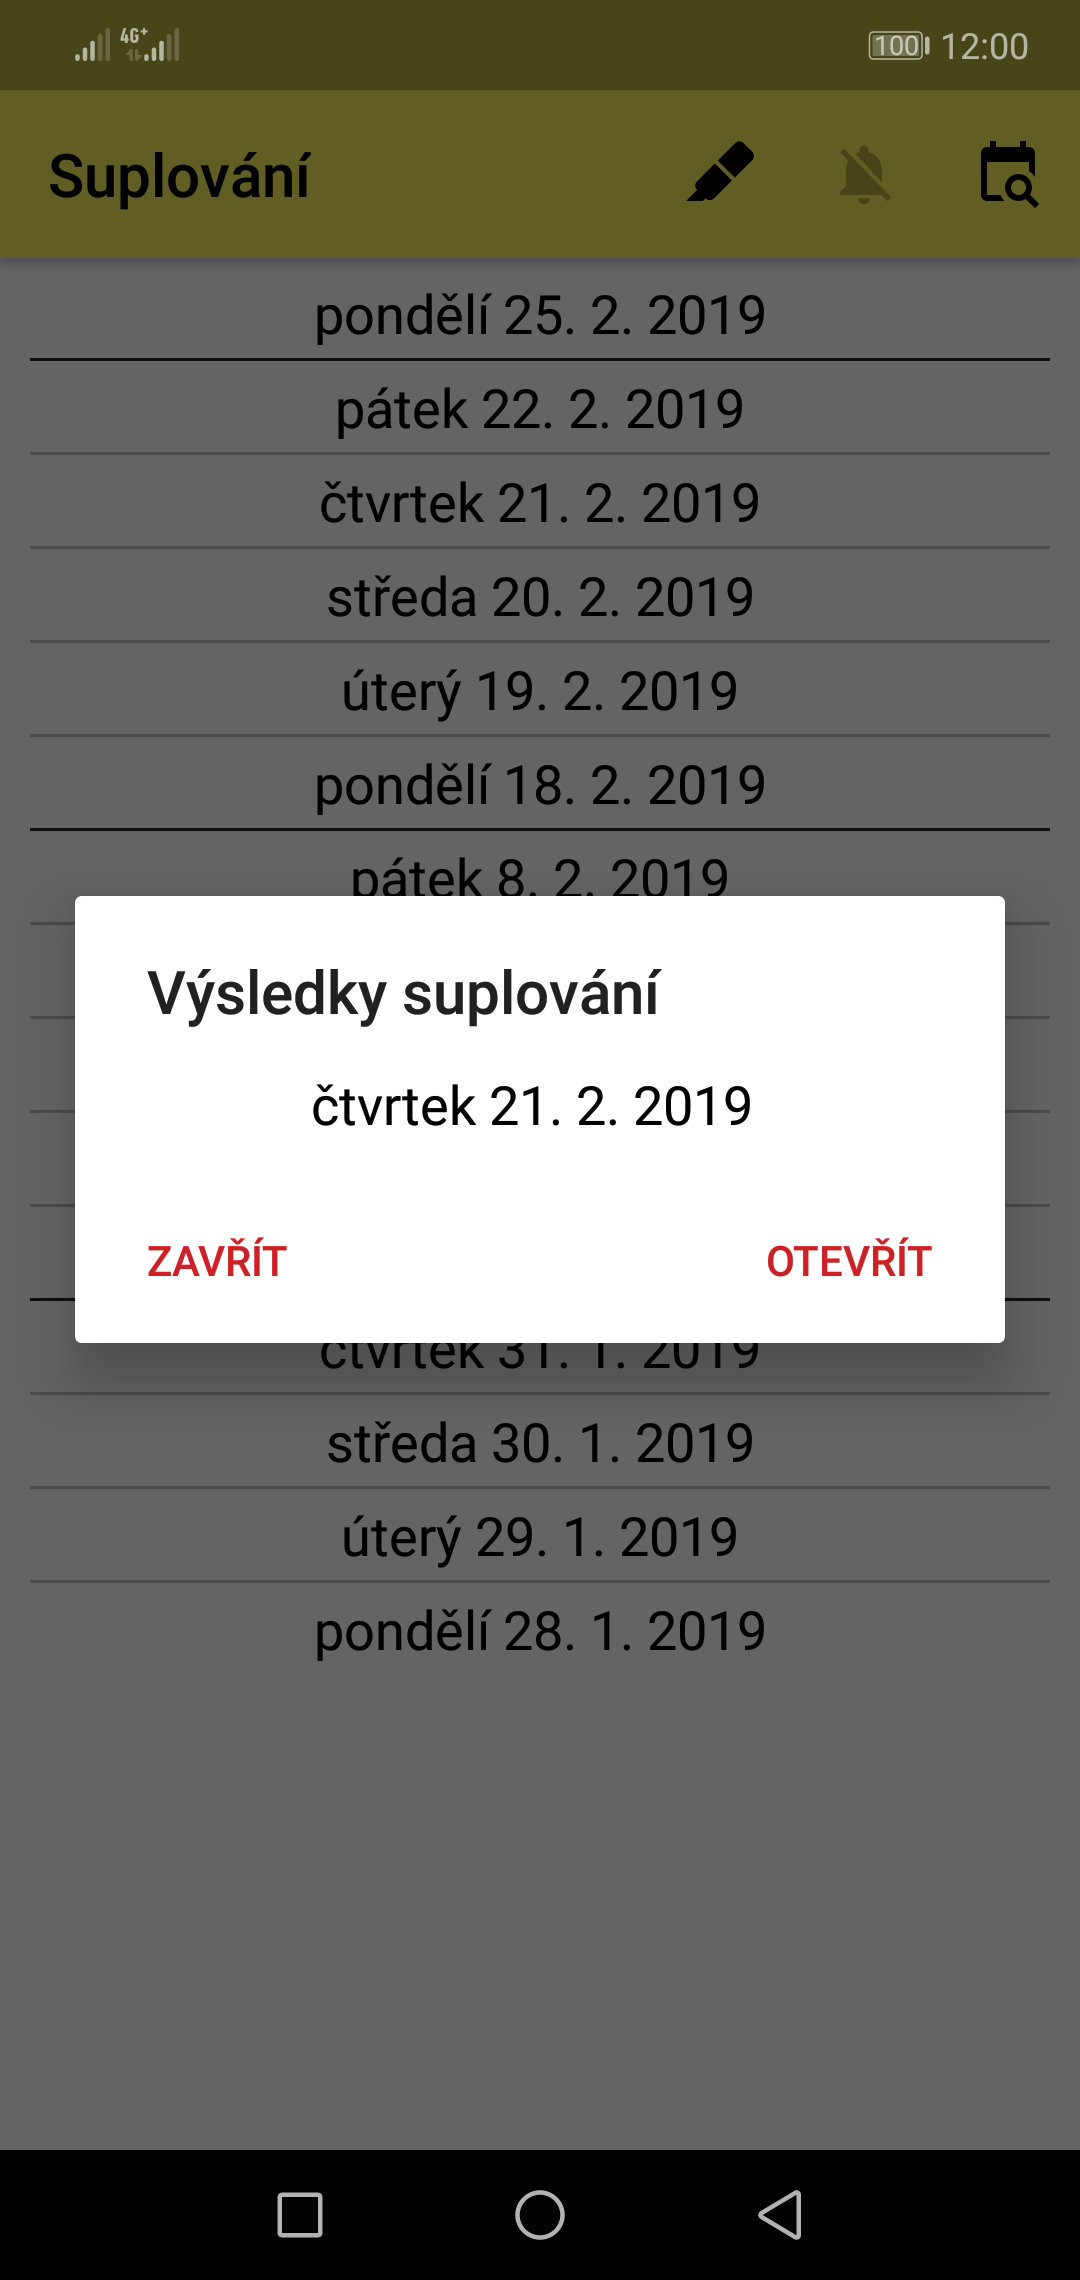 4G+ 100 12:00
Suplování
pondělí 25. 2. 2019
pátek 22. 2. 2019
čtvrtek 21. 2. 2019
středa 20. 2. 2019
úterý 19. 2. 2019
pondělí 18. 2. 2019
pátek 8. 2. 2019
Výsledky suplování
čtvrtek 21. 2. 2019
ZAVŘÍT OTEVŘÍT
čtvrtek 31. 1. 2019
středa 30. 1. 2019
úterý 29. 1. 2019
pondělí 28. 1. 2019